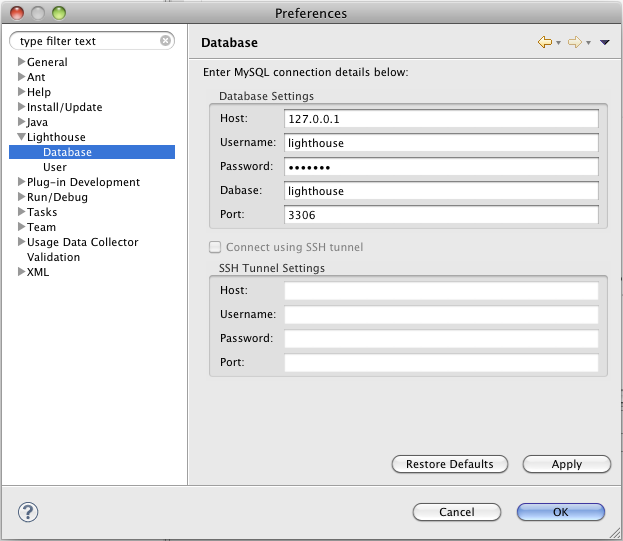 Preferences
type filter text
General
Ant
Help
Install/Update
Java
Lighthouse
Database
User
Plug-in Development
Run/Debug
Tasks
Team
Usage Data Collector
Validation
XML
Database
Enter MySQL connection details below:
Database Settings
Host: 127.0.0.1
Username: lighthouse
Password: •••••••
Dabase: lighthouse
Port: 3306
Connect using SSH tunnel
SSH Tunnel Settings
Host:
Username:
Password:
Port:
Restore Defaults Apply
? Cancel OK